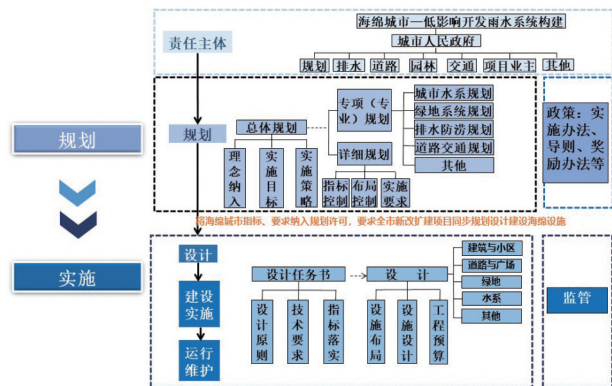 海绵城市—低影响开发雨水系统构建
责任主体
城市人民政府
规划 排水 道路 园林 交通 项目业主 其他
规划
规划
总体规划
理念纳入
实施目标
实施策略
专项（专
业）规划
城市水系规划
绿地系统规划
排水防涝规划
道路交通规划
其他
详细规划
指标控制
布局控制
实施要求
政策：实
施办法、
导则、奖
励办法等
将海绵城市指标、要求纳入规划许可，要求全市新改扩建项目同步规划设计建设海绵设施
实施
设计
建设
实施
运行
维护
设计任务书
设计原则
技术要求
指标落实
设 计
设施布局
设施设计
工程预算
建筑与小区
道路与广场
绿地
水系
其他
监管